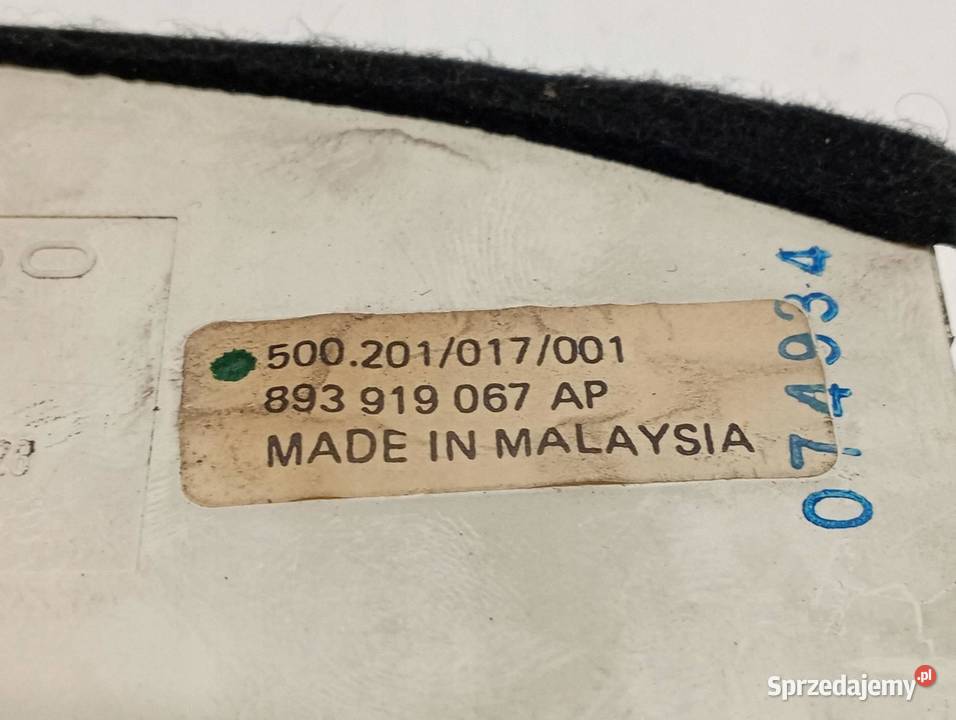 500.201/017/001
893 919 067 AP
MADE IN MALAYSIA
074934
Sprzedajemy.pl